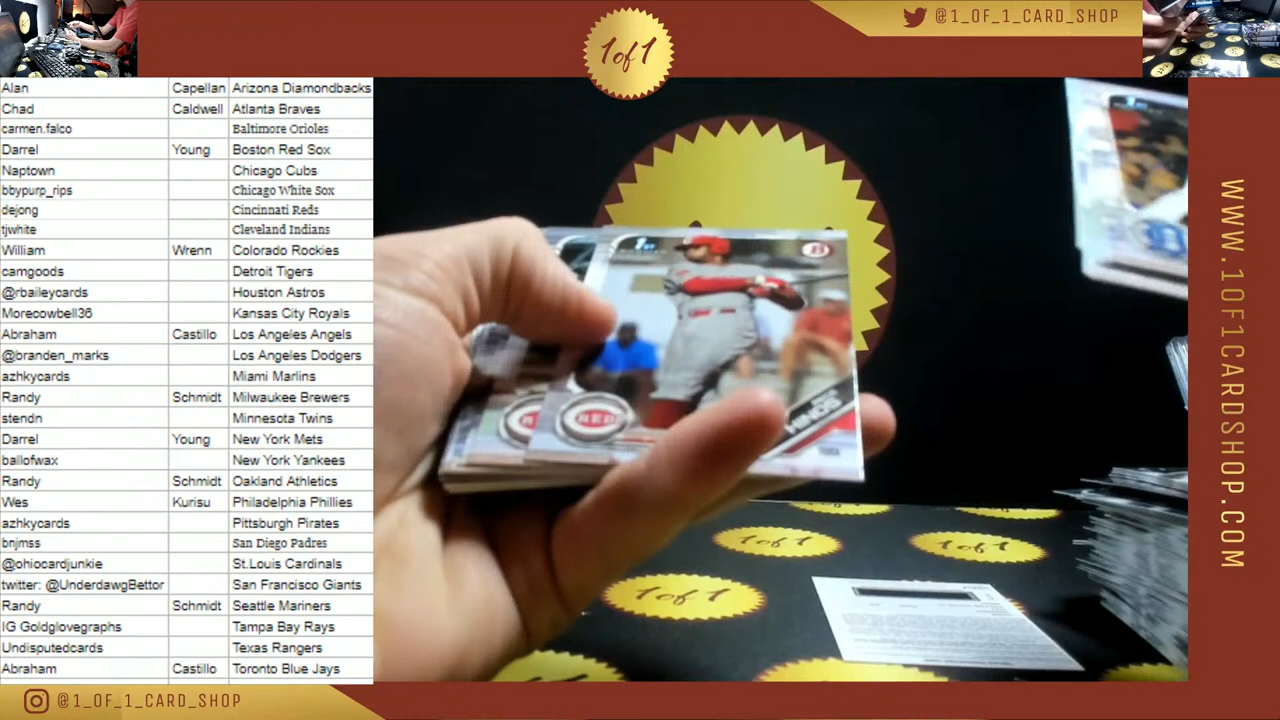 @1_OF_1_CARD_SHOP
1of1
Alan Capellan Arizona Diamondbacks
Chad Caldwell Atlanta Braves
carmen.falco Baltimore Orioles
Darrel Young Boston Red Sox
Naptown Chicago Cubs
bbypurp_rips Chicago White Sox
dejong Cincinnati Reds
tjwhite Cleveland Indians
William Wrenn Colorado Rockies
camgoods Detroit Tigers
@rbaileycards Houston Astros
Morecowbell36 Kansas City Royals
Abraham Castillo Los Angeles Angels
@branden_marks Los Angeles Dodgers
azhkycards Miami Marlins
Randy Schmidt Milwaukee Brewers
stendn Minnesota Twins
Darrel Young New York Mets
ballofwax New York Yankees
Randy Schmidt Oakland Athletics
Wes Kurisu Philadelphia Phillies
azhkycards Pittsburgh Pirates
bnjmss San Diego Padres
@ohiocardjunkie St.Louis Cardinals
twitter: @UnderdawgBettor San Francisco Giants
Randy Schmidt Seattle Mariners
IG Goldglovegraphs Tampa Bay Rays
Undisputedcards Texas Rangers
Abraham Castillo Toronto Blue Jays
1ST
B
REDS
HINDS
1of1
1of1
1of1
WWW.1OF1CARDSHOP.COM
@1_OF_1_CARD_SHOP